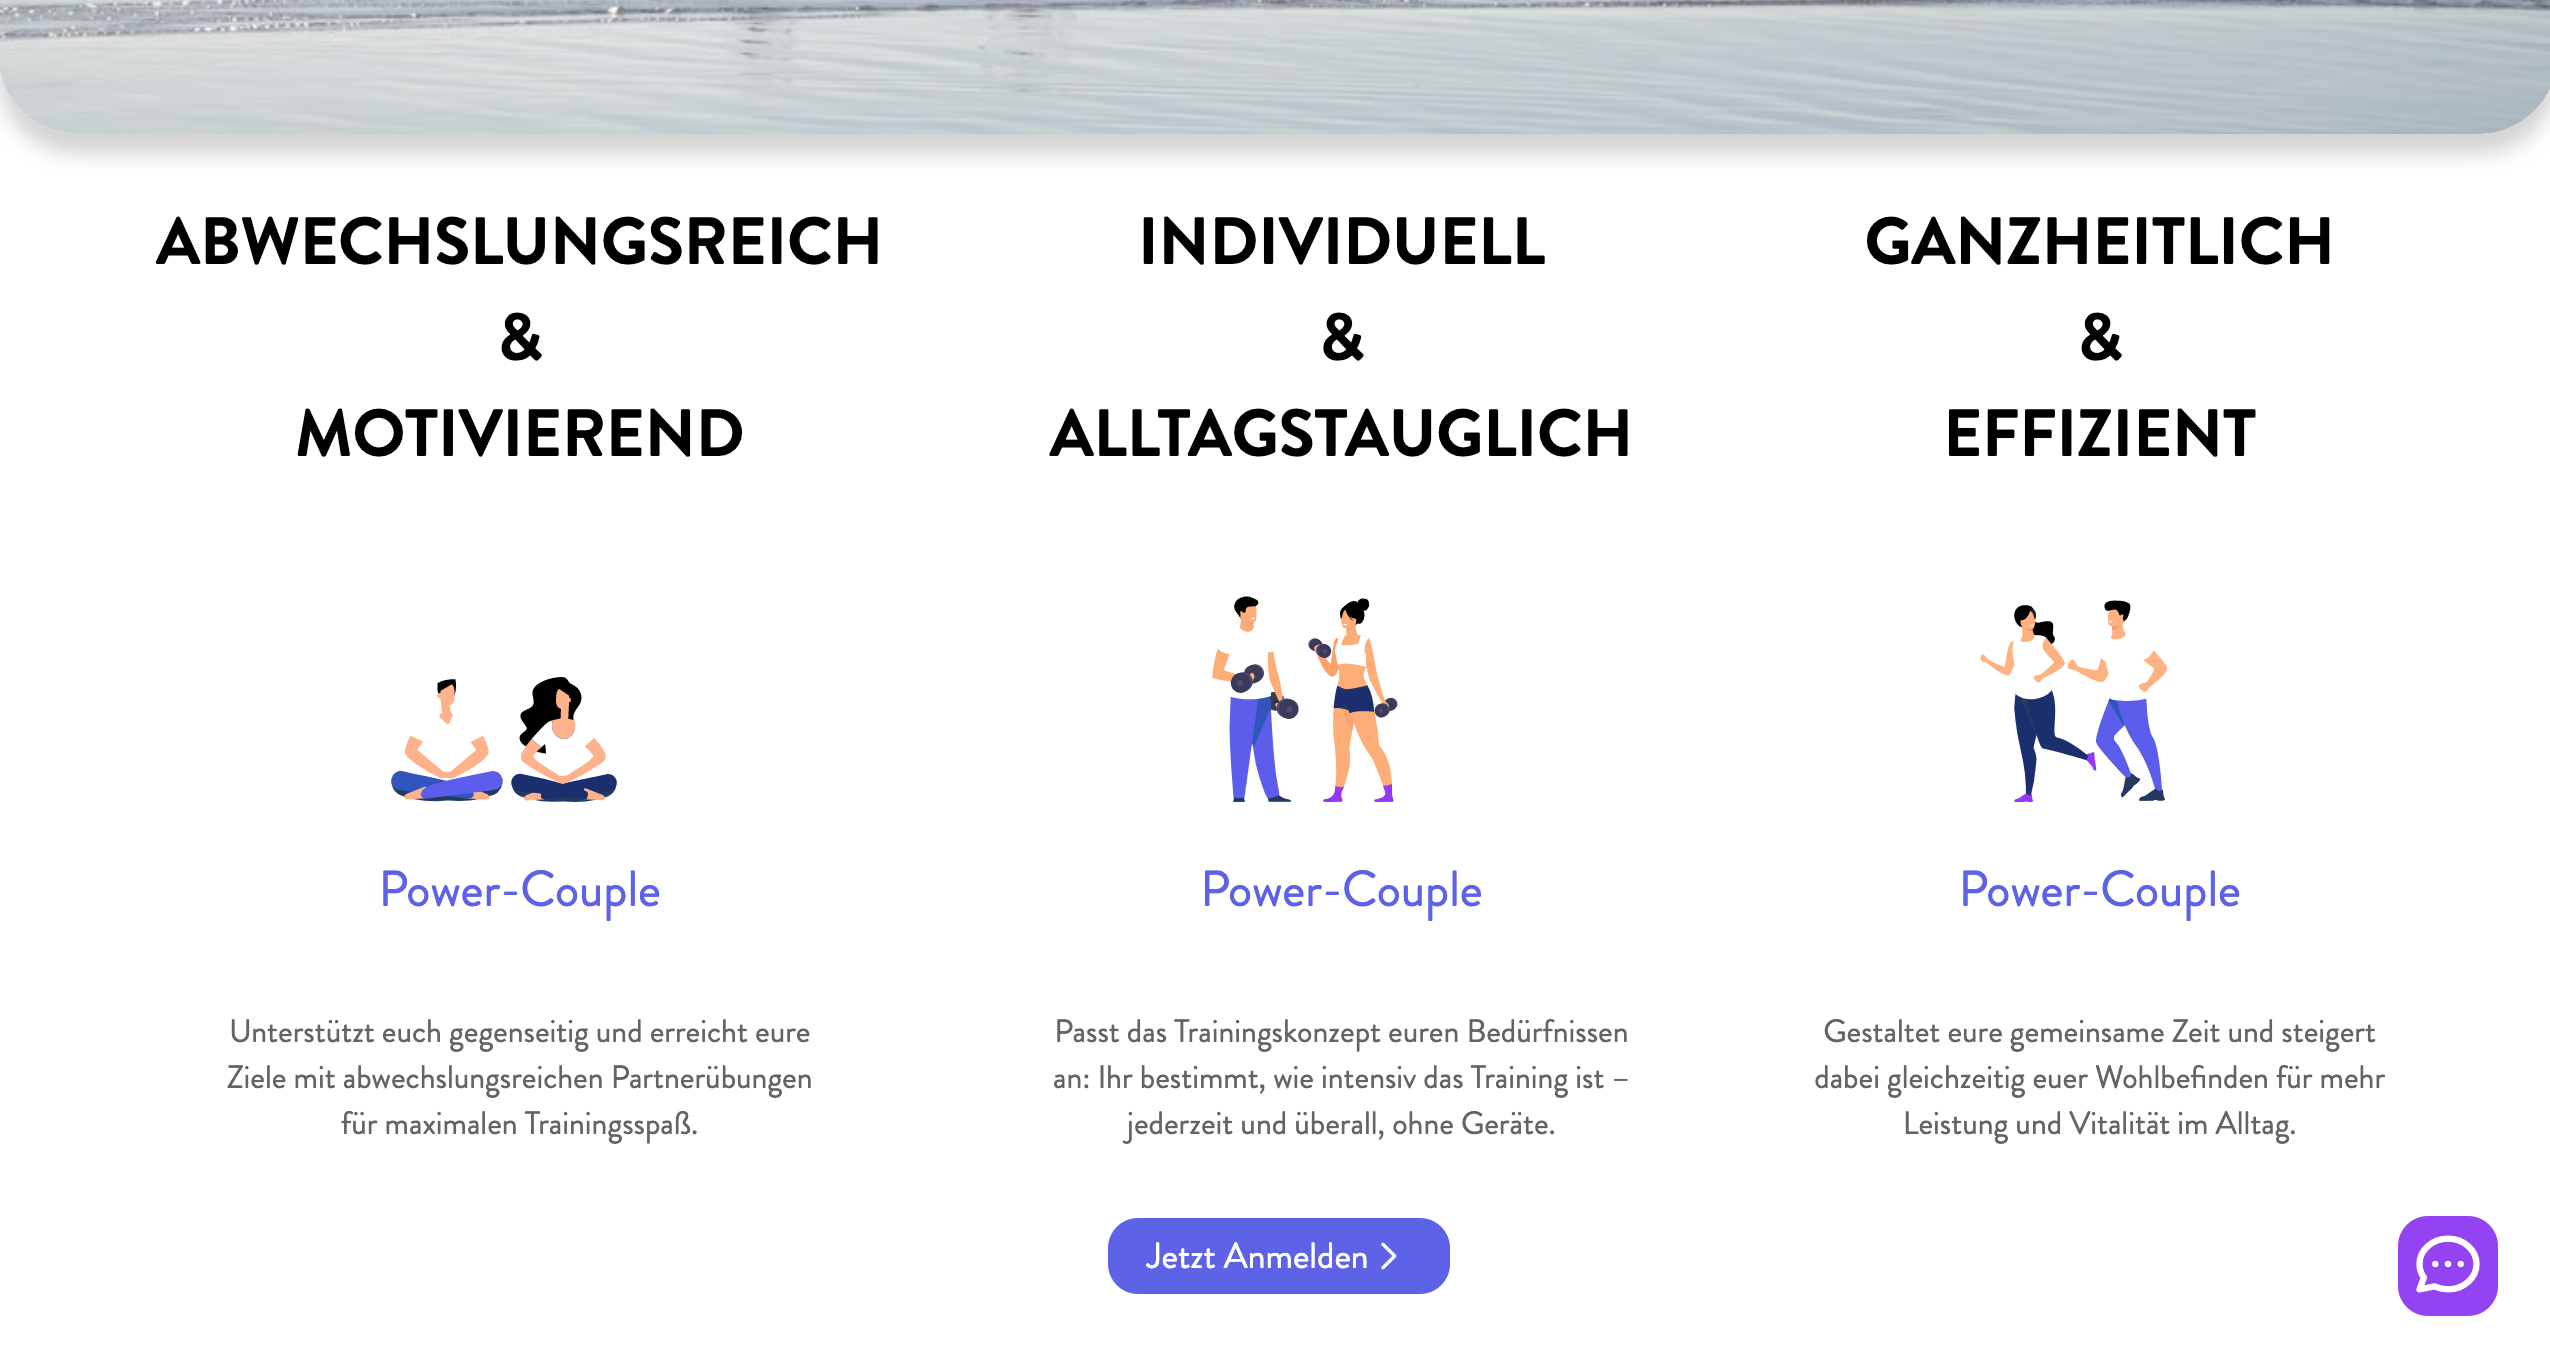 ABWECHSLUNGSREICH
&
MOTIVIEREND
Power-Couple
Unterstützt euch gegenseitig und erreicht eure
Ziele mit abwechslungsreichen Partnerübungen
für maximalen Trainingsspaß.
INDIVIDUELL
&
ALLTAGSTAUGLICH
Power-Couple
Passt das Trainingskonzept euren Bedürfnissen
an: Ihr bestimmt, wie intensiv das Training ist –
jederzeit und überall, ohne Geräte.
GANZHEITLICH
&
EFFIZIENT
Power-Couple
Gestaltet eure gemeinsame Zeit und steigert
dabei gleichzeitig euer Wohlbefinden für mehr
Leistung und Vitalität im Alltag.
Jetzt Anmelden